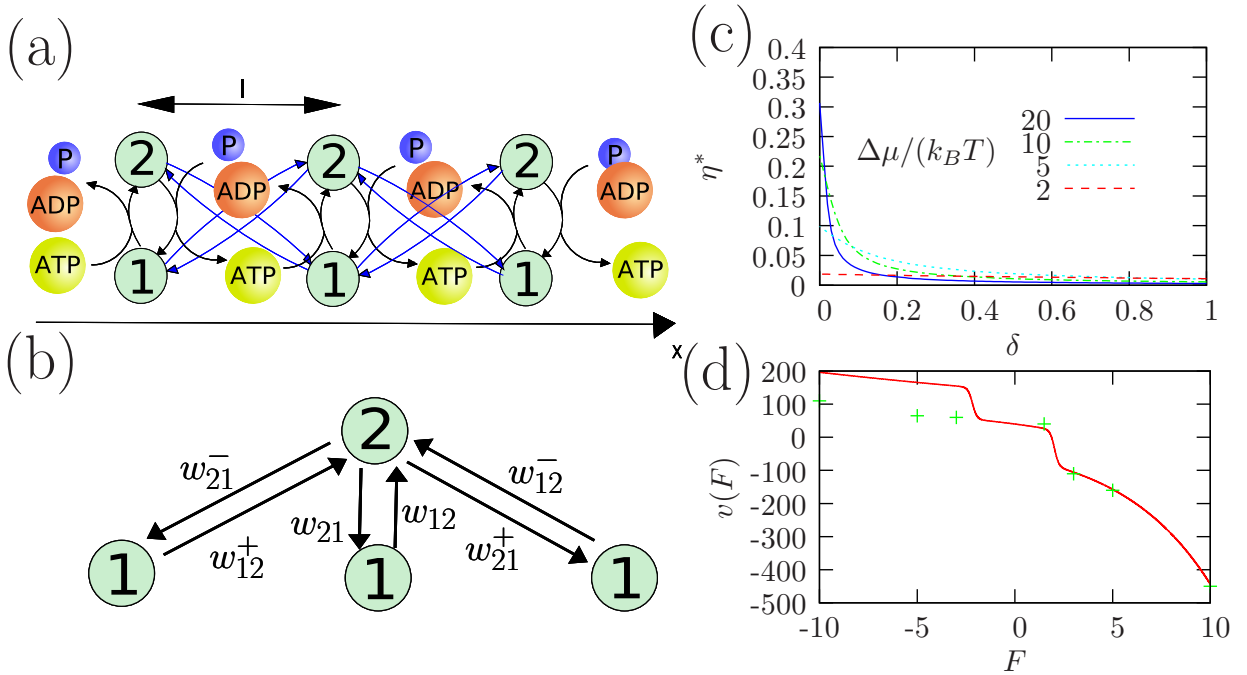 (a)
l
P P P
2 2 2
ADP ADP ADP ADP
ATP ATP ATP ATP
1 1 1
x
(b)
2
w₂₁⁻ w₁₂⁻
w₂₁ w₁₂
w₁₂⁺ w₂₁⁺
1 1 1
(c)
0.4
0.35
0.3
0.25
0.2
0.15
0.1
0.05
0
η*
Δμ/(k_BT)
20
10
5
2
0 0.2 0.4 0.6 0.8 1
δ
(d)
200
100
0
-100
-200
-300
-400
-500
v(F)
-10 -5 0 5 10
F